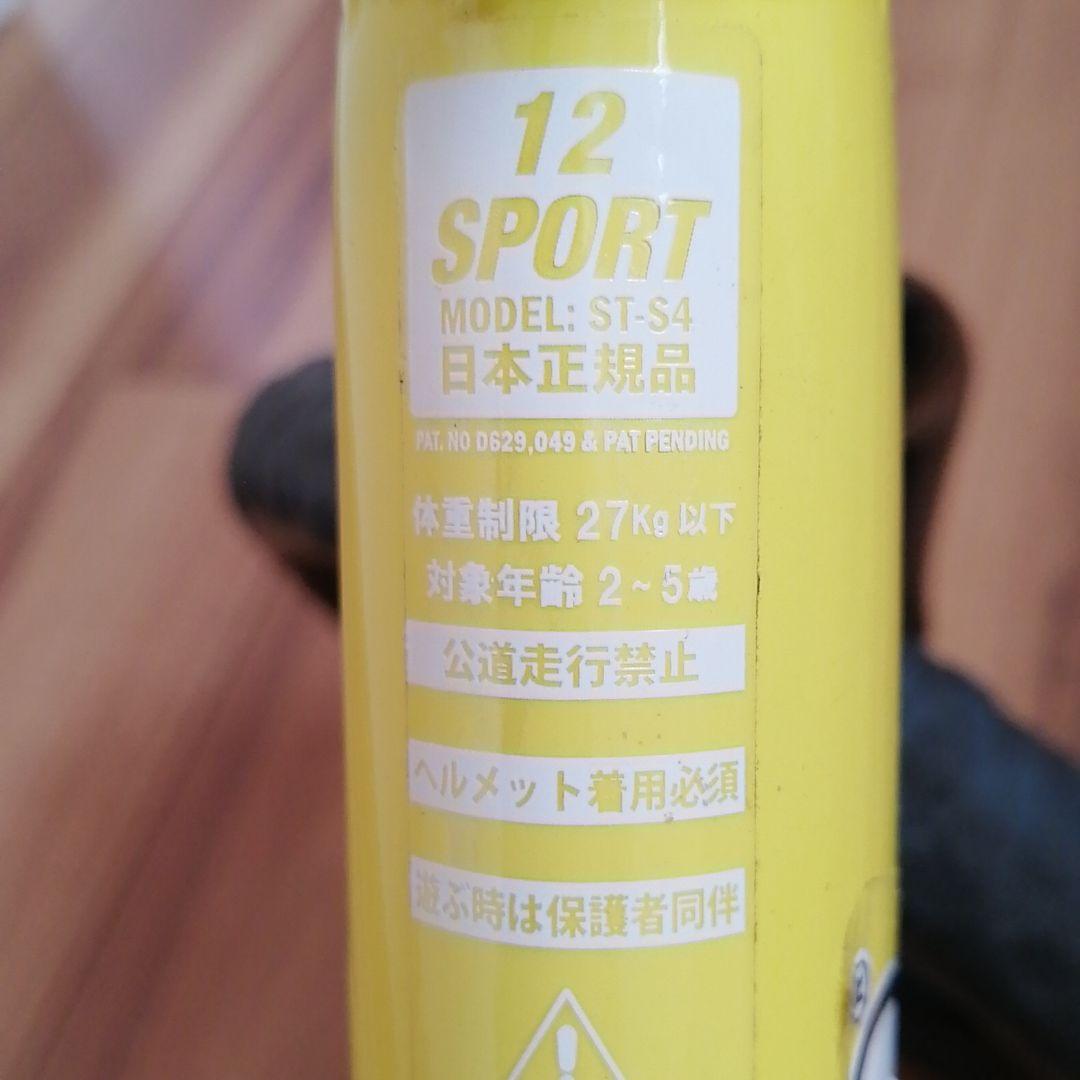 12
SPORT
MODEL: ST-S4
日本正規品
PAT. NO D629,049 & PAT PENDING
体重制限 27Kg 以下
対象年齢 2~5歳
公道走行禁止
ヘルメット着用必須
遊ぶ時は保護者同伴
!
®